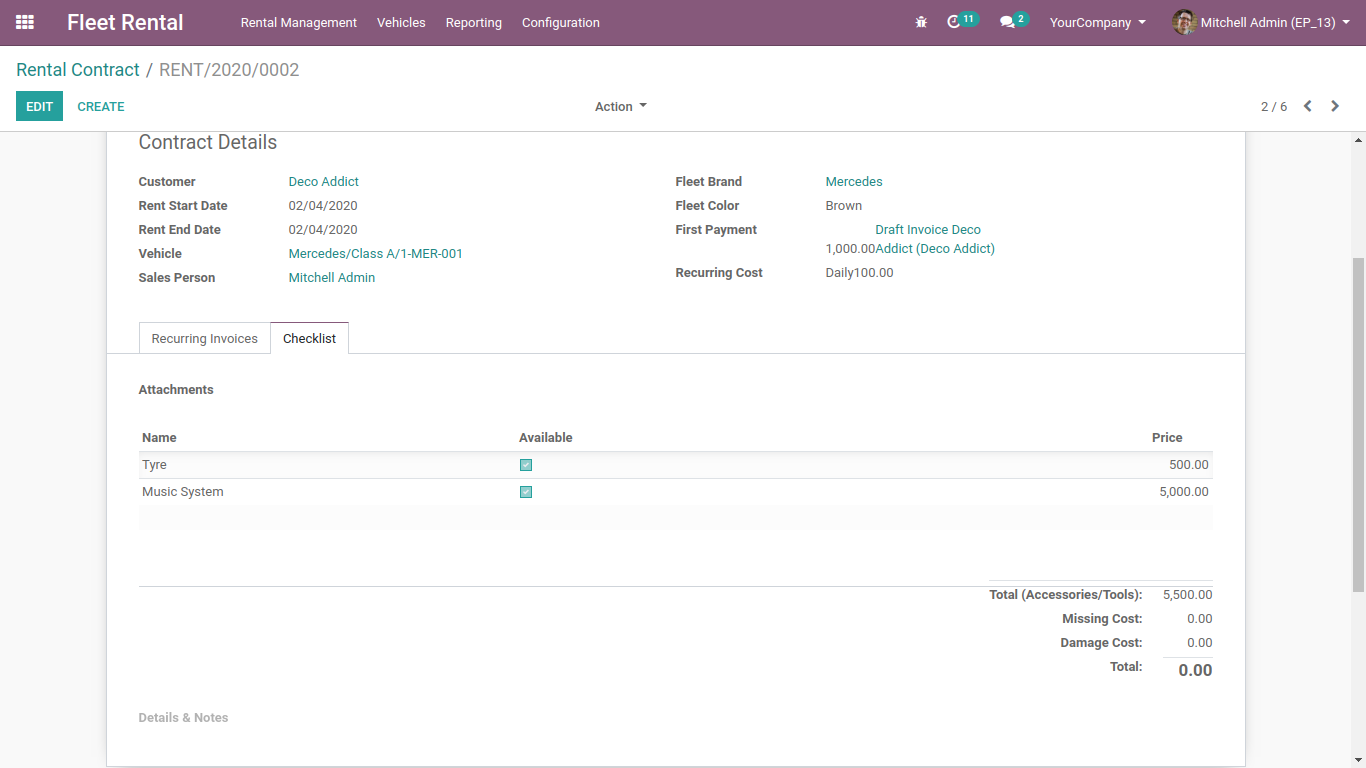 Fleet Rental Rental Management Vehicles Reporting Configuration 11 2 YourCompany Mitchell Admin (EP_13)
Rental Contract / RENT/2020/0002
EDIT CREATE Action 2 / 6
Contract Details
Customer Deco Addict Fleet Brand Mercedes
Rent Start Date 02/04/2020 Fleet Color Brown
Rent End Date 02/04/2020 First Payment Draft Invoice Deco
1,000.00Addict (Deco Addict)
Vehicle Mercedes/Class A/1-MER-001
Recurring Cost Daily100.00
Sales Person Mitchell Admin
Recurring Invoices Checklist
Attachments
Name Available Price
Tyre 500.00
Music System 5,000.00
Total (Accessories/Tools): 5,500.00
Missing Cost: 0.00
Damage Cost: 0.00
Total: 0.00
Details & Notes